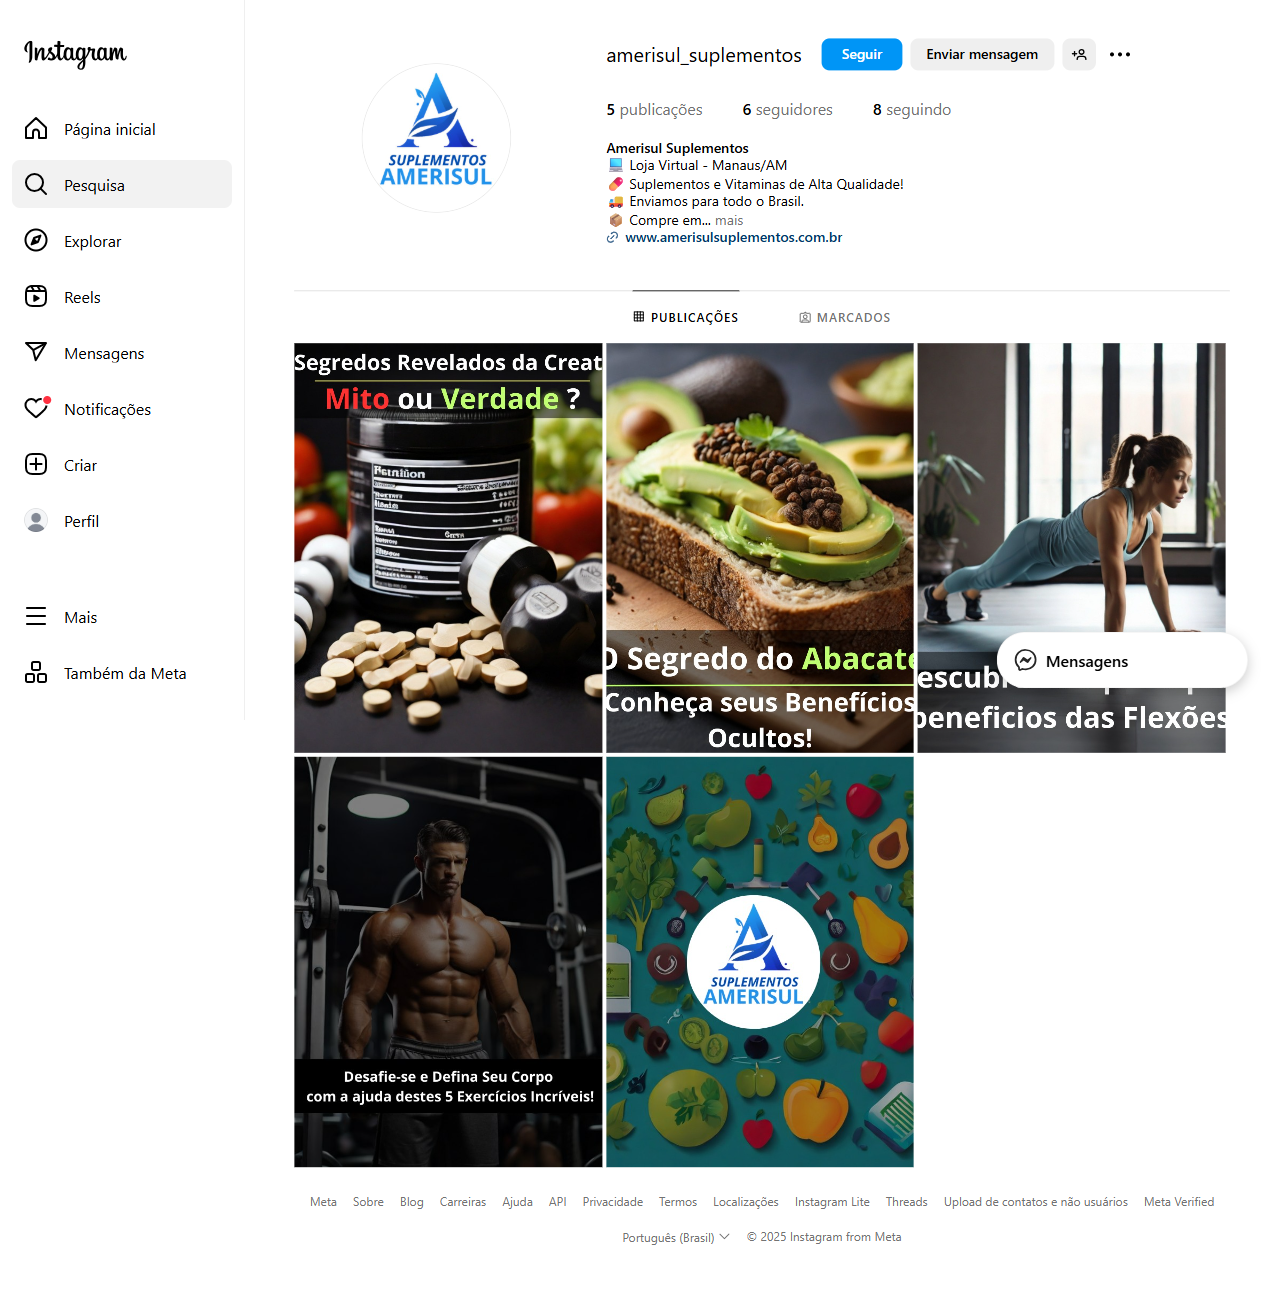 Instagram
Página inicial
Pesquisa
Explorar
Reels
Mensagens
Notificações
Criar
Perfil
Mais
Também da Meta
amerisul_suplementos
Seguir
Enviar mensagem
5 publicações
6 seguidores
8 seguindo
Amerisul Suplementos
Loja Virtual - Manaus/AM
Suplementos e Vitaminas de Alta Qualidade!
Enviamos para todo o Brasil.
Compre em... mais
www.amerisulsuplementos.com.br
SUPLEMENTOS
AMERISUL
PUBLICAÇÕES
MARCADOS
Segredos Revelados da Creat
Mito ou Verdade ?
O Segredo do Abacate
Conheça seus Benefícios
Ocultos!
beneficios das Flexões
Mensagens
Desafie-se e Defina Seu Corpo
com a ajuda destes 5 Exercícios Incríveis!
SUPLEMENTOS
AMERISUL
Meta
Sobre
Blog
Carreiras
Ajuda
API
Privacidade
Termos
Localizações
Instagram Lite
Threads
Upload de contatos e não usuários
Meta Verified
Português (Brasil)
© 2025 Instagram from Meta